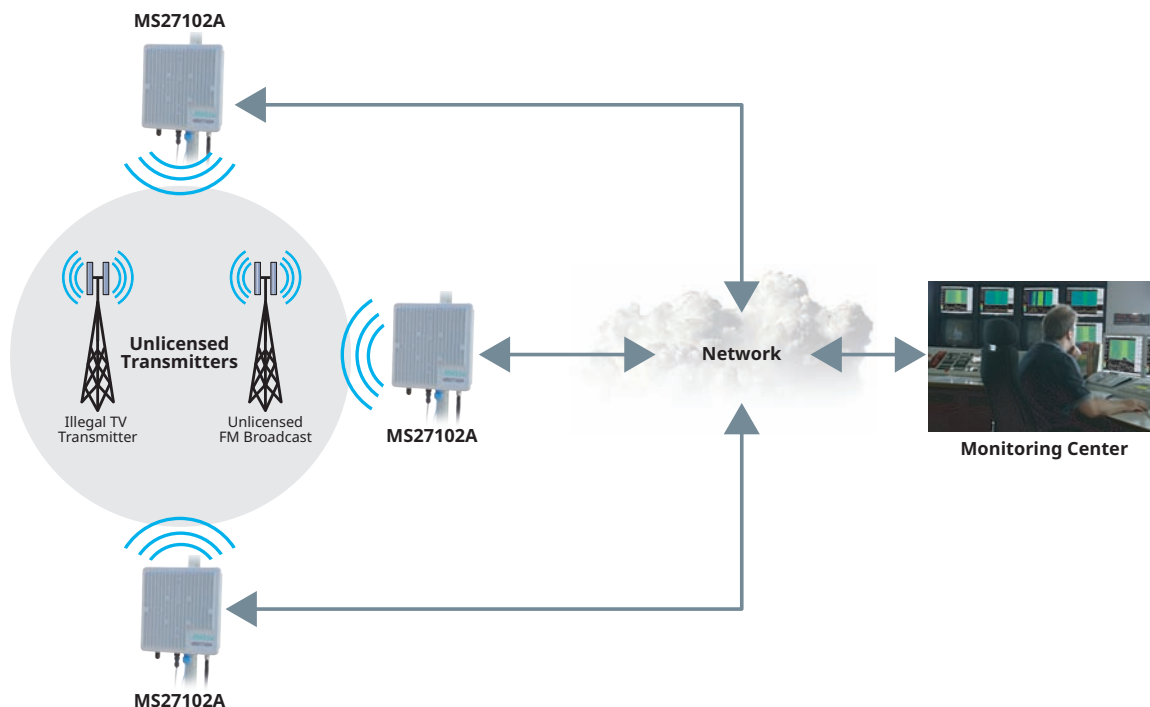 MS27102A
Unlicensed
Transmitters
Illegal TV
Transmitter
Unlicensed
FM Broadcast
MS27102A
Network
Monitoring Center
MS27102A